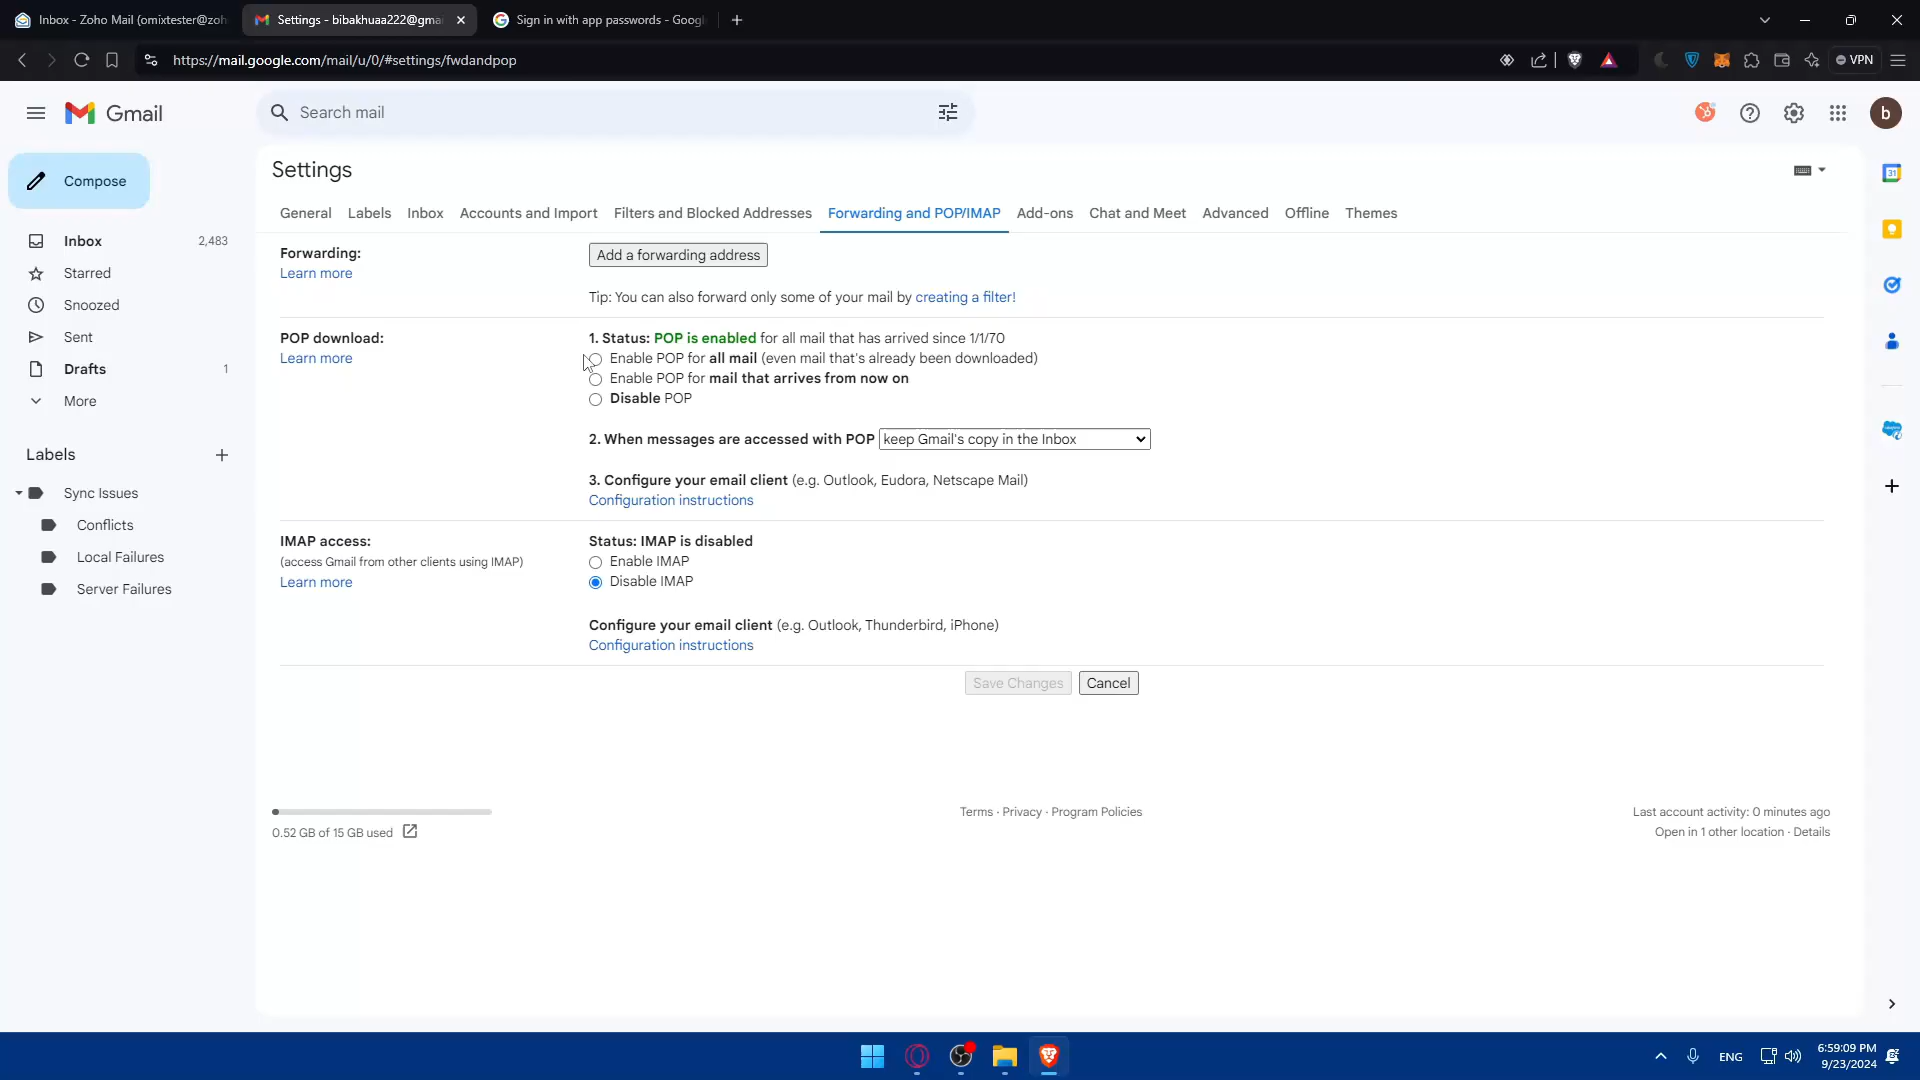 Inbox - Zoho Mail (omixtester@zoh
Settings - bibakhuaa222@gmai
Sign in with app passwords - Googl
https://mail.google.com/mail/u/0/#settings/fwdandpop
VPN
Gmail
Search mail
b
Compose
Inbox 2,483
Starred
Snoozed
Sent
Drafts 1
More
Labels
Sync Issues
Conflicts
Local Failures
Server Failures
Settings
General Labels Inbox Accounts and Import Filters and Blocked Addresses Forwarding and POP/IMAP Add-ons Chat and Meet Advanced Offline Themes
Forwarding:
Learn more
Add a forwarding address
Tip: You can also forward only some of your mail by creating a filter!
POP download:
Learn more
1. Status: POP is enabled for all mail that has arrived since 1/1/70
Enable POP for all mail (even mail that's already been downloaded)
Enable POP for mail that arrives from now on
Disable POP
2. When messages are accessed with POP keep Gmail's copy in the Inbox
3. Configure your email client (e.g. Outlook, Eudora, Netscape Mail)
Configuration instructions
IMAP access:
(access Gmail from other clients using IMAP)
Learn more
Status: IMAP is disabled
Enable IMAP
Disable IMAP
Configure your email client (e.g. Outlook, Thunderbird, iPhone)
Configuration instructions
Save Changes Cancel
0.52 GB of 15 GB used
Terms · Privacy · Program Policies
Last account activity: 0 minutes ago
Open in 1 other location · Details
31
ENG
6:59:09 PM
9/23/2024